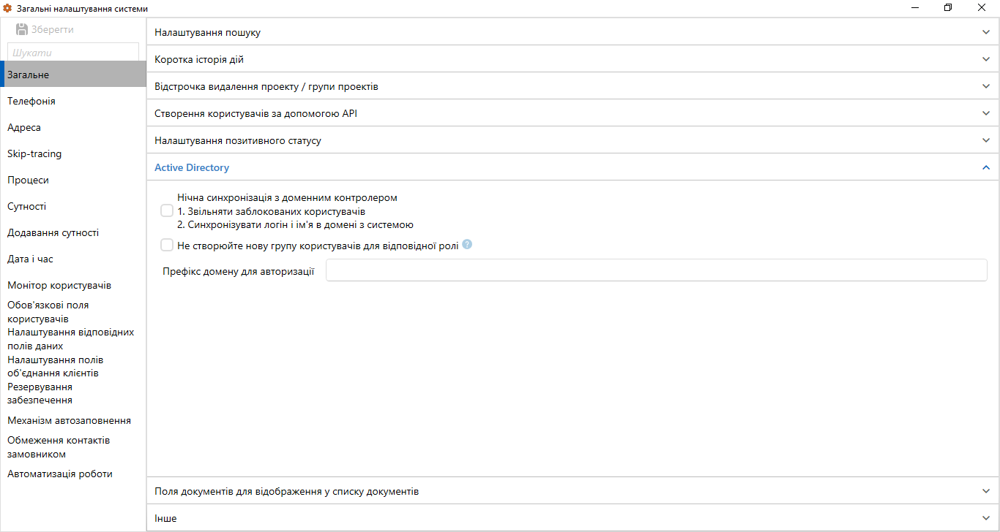 Загальні налаштування системи
Зберегти
Шукати
Загальне
Телефонія
Адреса
Skip-tracing
Процеси
Сутності
Додавання сутності
Дата і час
Монітор користувачів
Обов'язкові поля
користувачів
Налаштування відповідних
полів даних
Налаштування полів
об'єднання клієнтів
Резервування
забезпечення
Механізм автозаповнення
Обмеження контактів
замовником
Автоматизація роботи
Налаштування пошуку
Коротка історія дій
Відстрочка видалення проекту / групи проектів
Створення користувачів за допомогою API
Налаштування позитивного статусу
Active Directory
Нічна синхронізація з доменним контролером
1. Звільняти заблокованих користувачів
2. Синхронізувати логін і ім'я в домені з системою
Не створюйте нову групу користувачів для відповідної ролі ?
Префікс домену для авторизації
Поля документів для відображення у списку документів
Інше